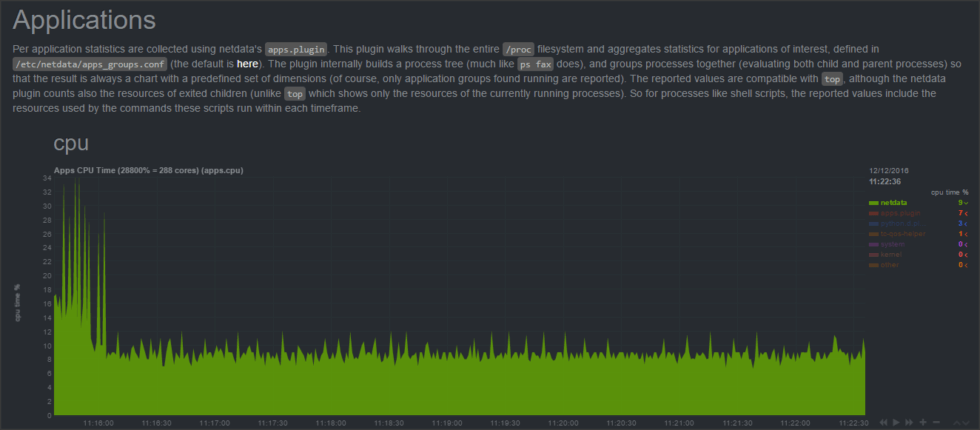 Applications
Per application statistics are collected using netdata's apps.plugin. This plugin walks through the entire /proc filesystem and aggregates statistics for applications of interest, defined in
/etc/netdata/apps_groups.conf (the default is here). The plugin internally builds a process tree (much like ps fax does), and groups processes together (evaluating both child and parent processes) so
that the result is always a chart with a predefined set of dimensions (of course, only application groups found running are reported). The reported values are compatible with top, although the netdata
plugin counts also the resources of exited children (unlike top which shows only the resources of the currently running processes). So for processes like shell scripts, the reported values include the
resources used by the commands these scripts run within each timeframe.
cpu
Apps CPU Time (28800% = 288 cores) (apps.cpu)
12/12/2016
11:22:36
cpu time %
netdata 9
apps.plugin 7
3
tc-qos-helper 1
system 0
kernel 0
other 0
cpu time %
34
32
30
28
26
24
22
20
18
16
14
12
10
8
6
4
2
0
11:16:00 11:16:30 11:17:00 11:17:30 11:18:00 11:18:30 11:19:00 11:19:30 11:20:00 11:20:30 11:21:00 11:21:30 11:22:00 11:22:30